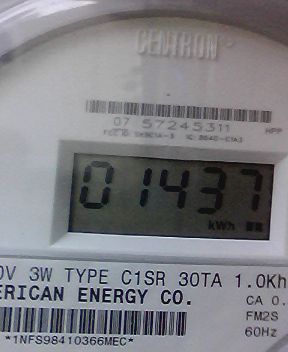 CENTRON
07 57245311
HPP
01437
kWh
0V 3W TYPE C1SR 30TA 1.0Kh
ERICAN ENERGY CO.
CA 0.
FM2S
60Hz
*1NFS98410366MEC*